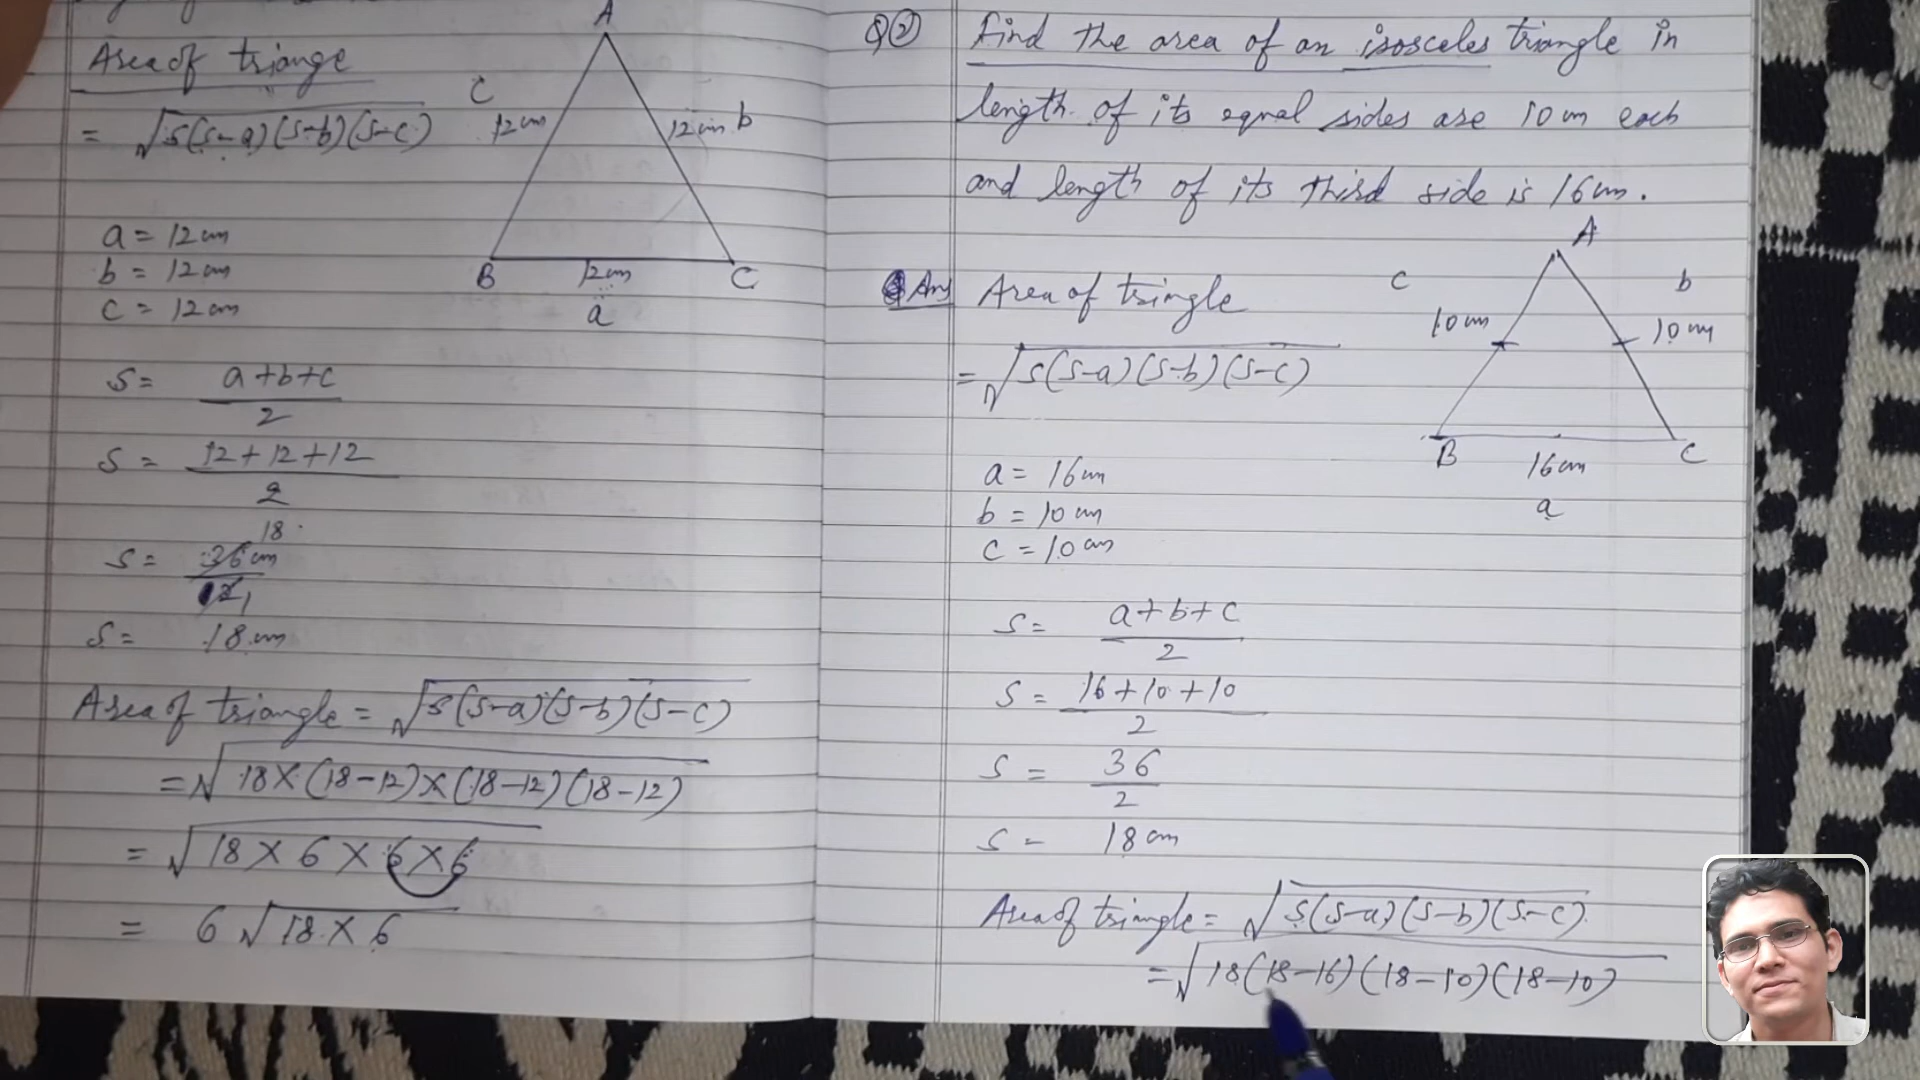 Area of triange
= √s(s-a)(s-b)(s-c)
A
C
12cm
12cm b
B
12cm
C
a
a = 12cm
b = 12cm
c = 12cm
s= a+b+c
2
s = 12+12+12
2
18
s = 36cm
2 1
s = 18cm
Area of triangle = √s(s-a)(s-b)(s-c)
= √18×(18-12)×(18-12)(18-12)
= √18×6×6×6
= 6√18×6
Q② Find the area of an isosceles triangle in
length of its equal sides are 10cm each
and length of its third side is 16cm.
Ans Area of tringle
= √s(s-a)(s-b)(s-c)
A
c
b
10cm
10cm
B
16cm
C
a
a = 16cm
b = 10cm
c = 10cm
s = a+b+c
2
s = 16+10+10
2
s = 36
2
s = 18cm
Area of triangle = √s(s-a)(s-b)(s-c)
= √18(18-16)(18-10)(18-10)